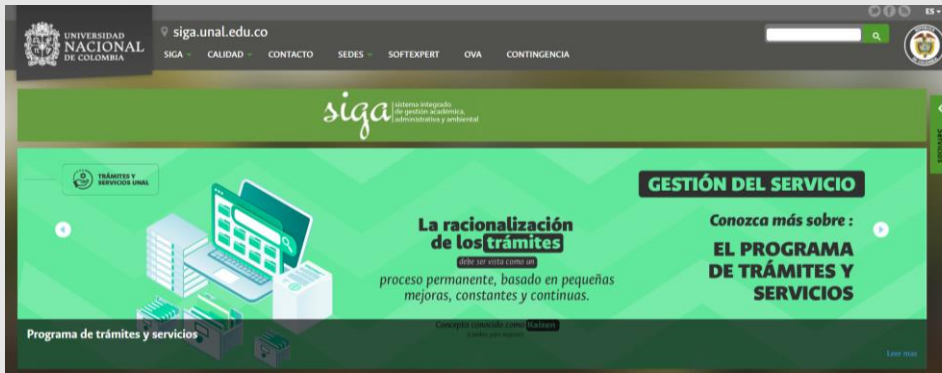 ES
UNIVERSIDAD
NACIONAL
DE COLOMBIA
siga.unal.edu.co
SIGA CALIDAD CONTACTO SEDES SOFTEXPERT OVA CONTINGENCIA
siga
sistema integrado
de gestión académica,
administrativa y ambiental
TRÁMITES Y
SERVICIOS UNAL
La racionalización
de los trámites
debe ser vista como un
proceso permanente, basado en pequeñas
mejoras, constantes y continuas.
Concepto conocido como Kaizen
GESTIÓN DEL SERVICIO
Conozca más sobre :
EL PROGRAMA
DE TRÁMITES Y
SERVICIOS
Programa de trámites y servicios
Leer mas